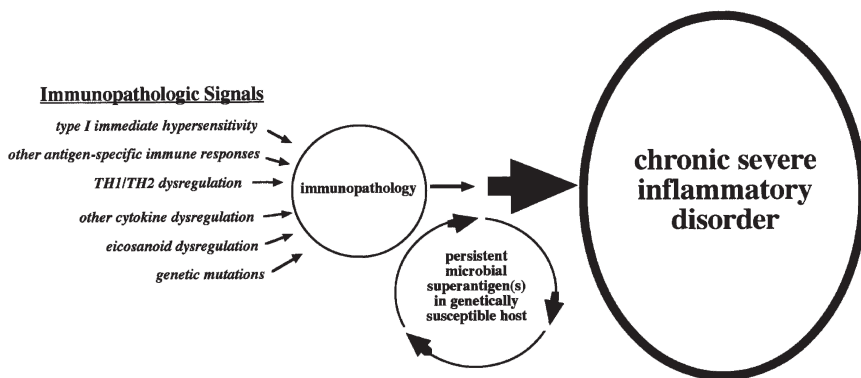 Immunopathologic Signals
type I immediate hypersensitivity
other antigen-specific immune responses
TH1/TH2 dysregulation
other cytokine dysregulation
eicosanoid dysregulation
genetic mutations
immunopathology
persistent
microbial
superantigen(s)
in genetically
susceptible host
chronic severe
inflammatory
disorder